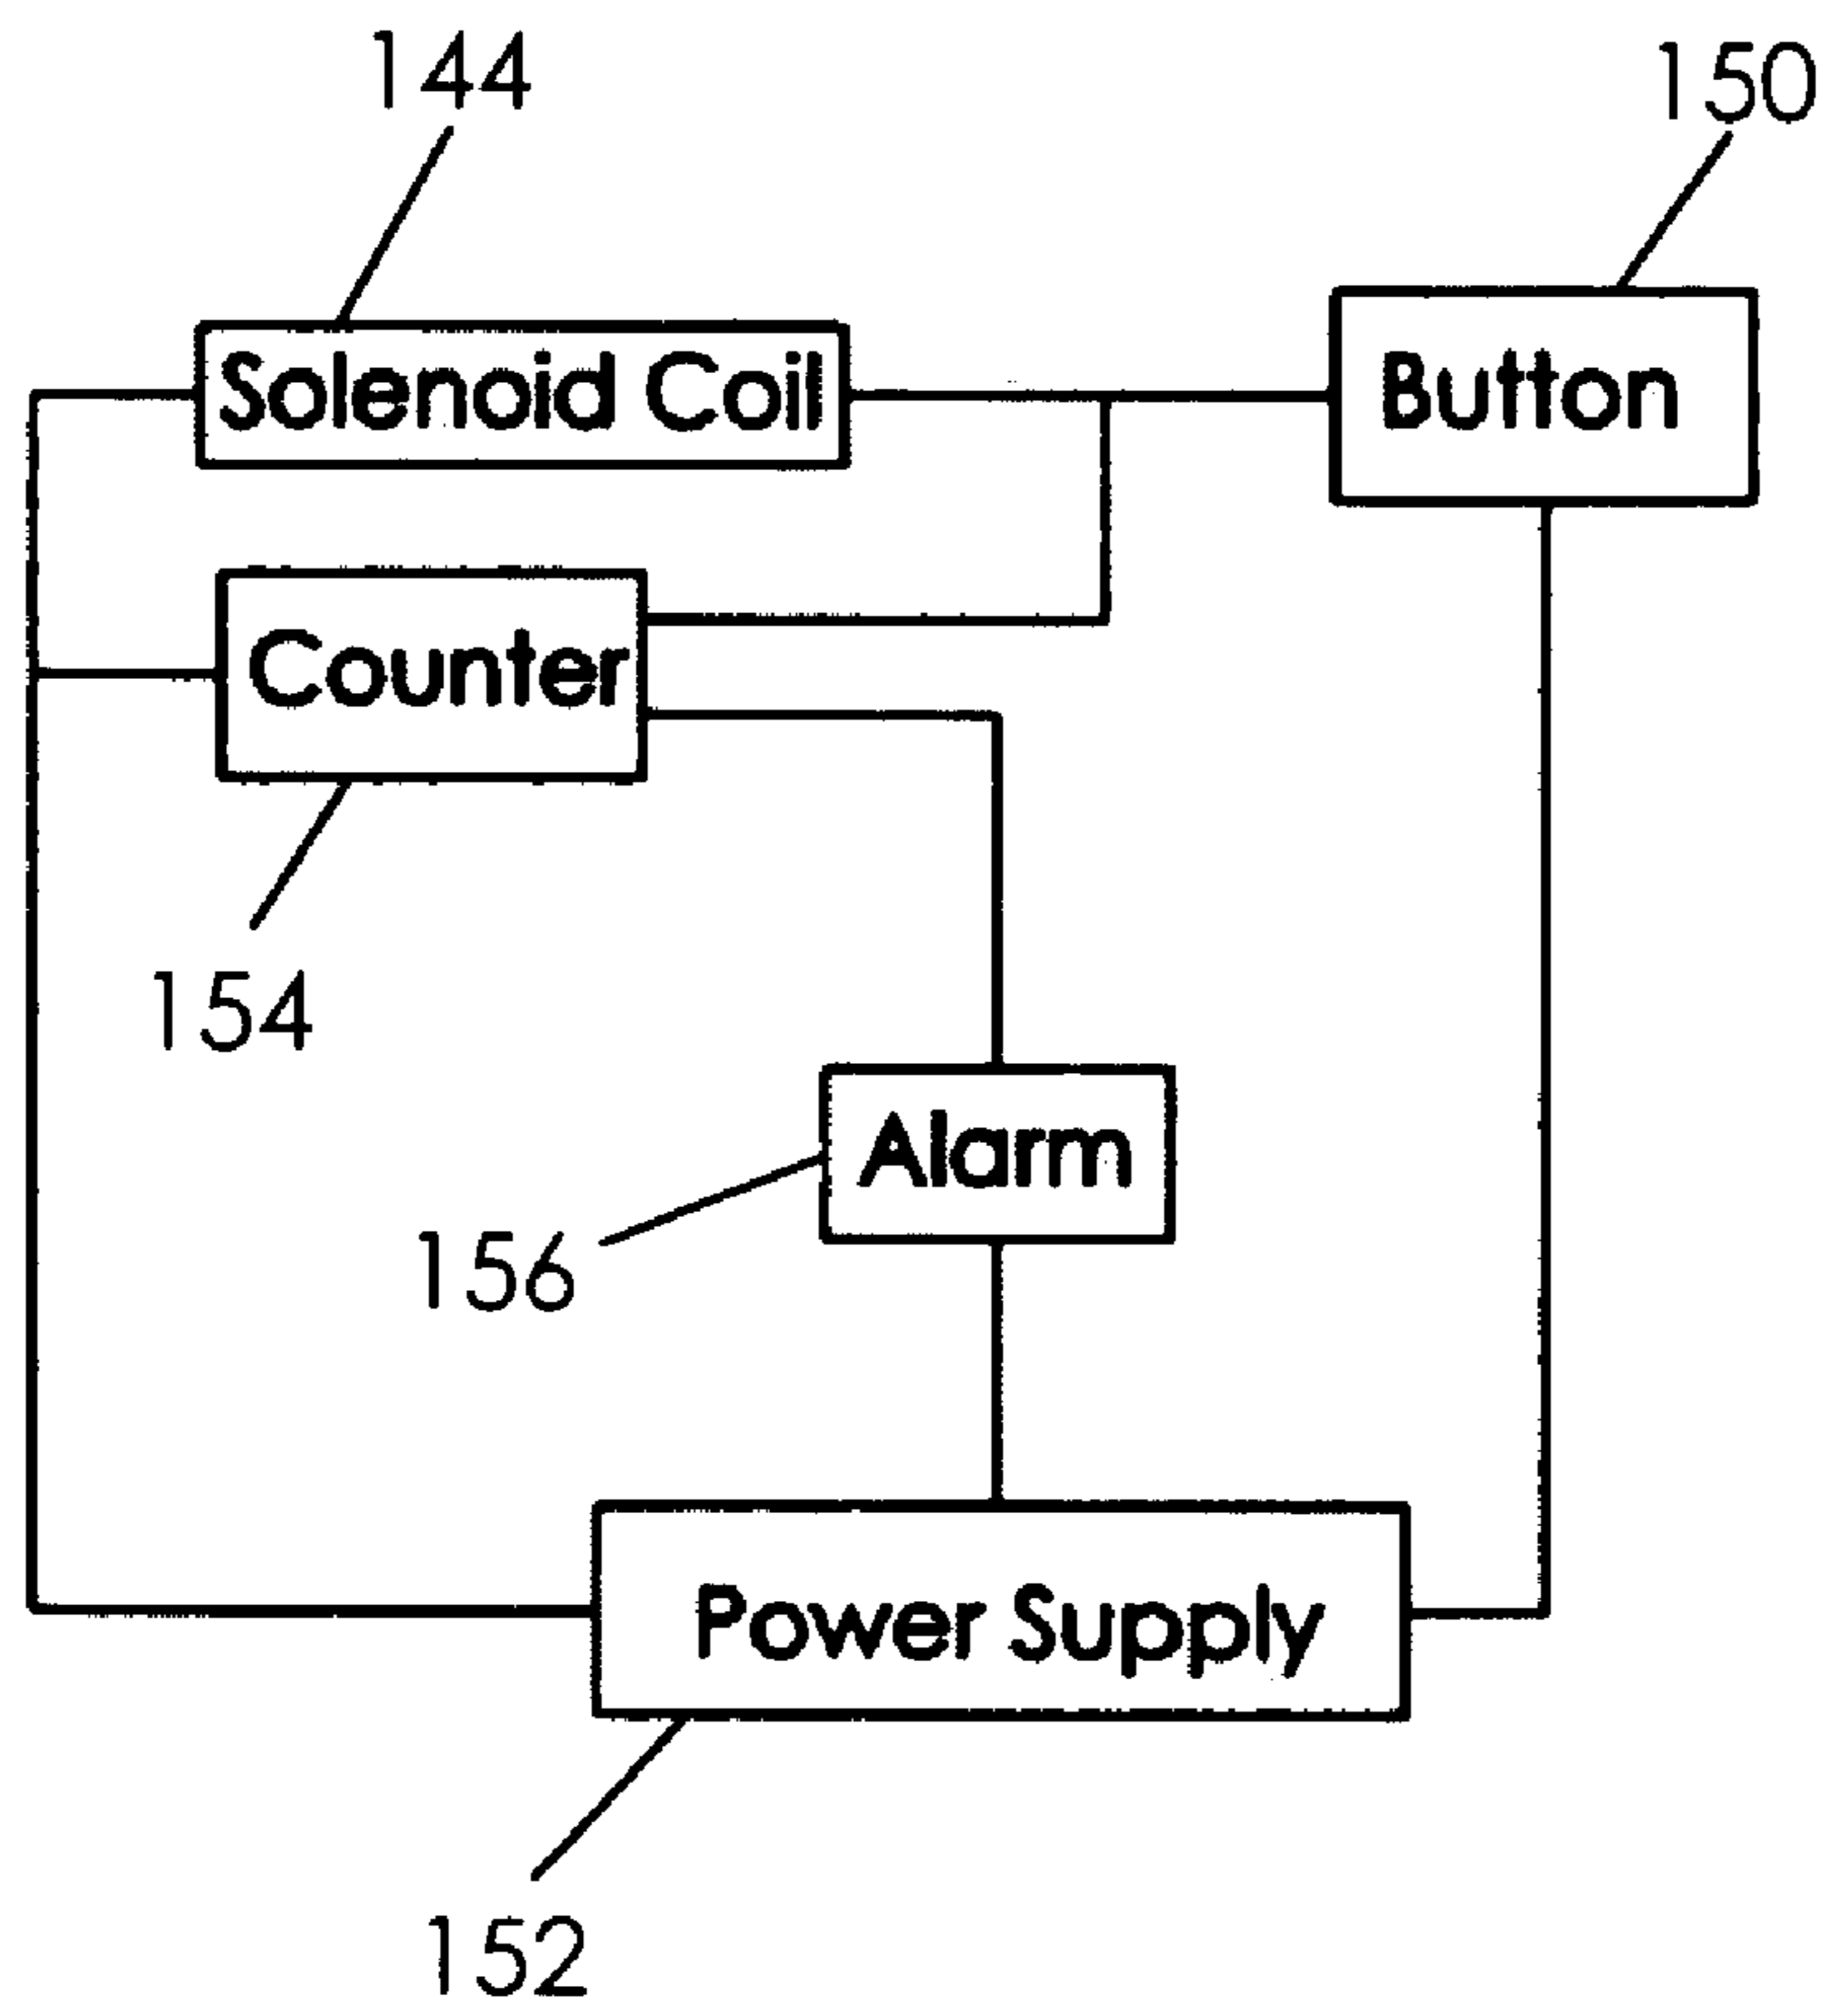 144
150
Solenoid Coil
Button
Counter
154
Alarm
156
Power Supply
152